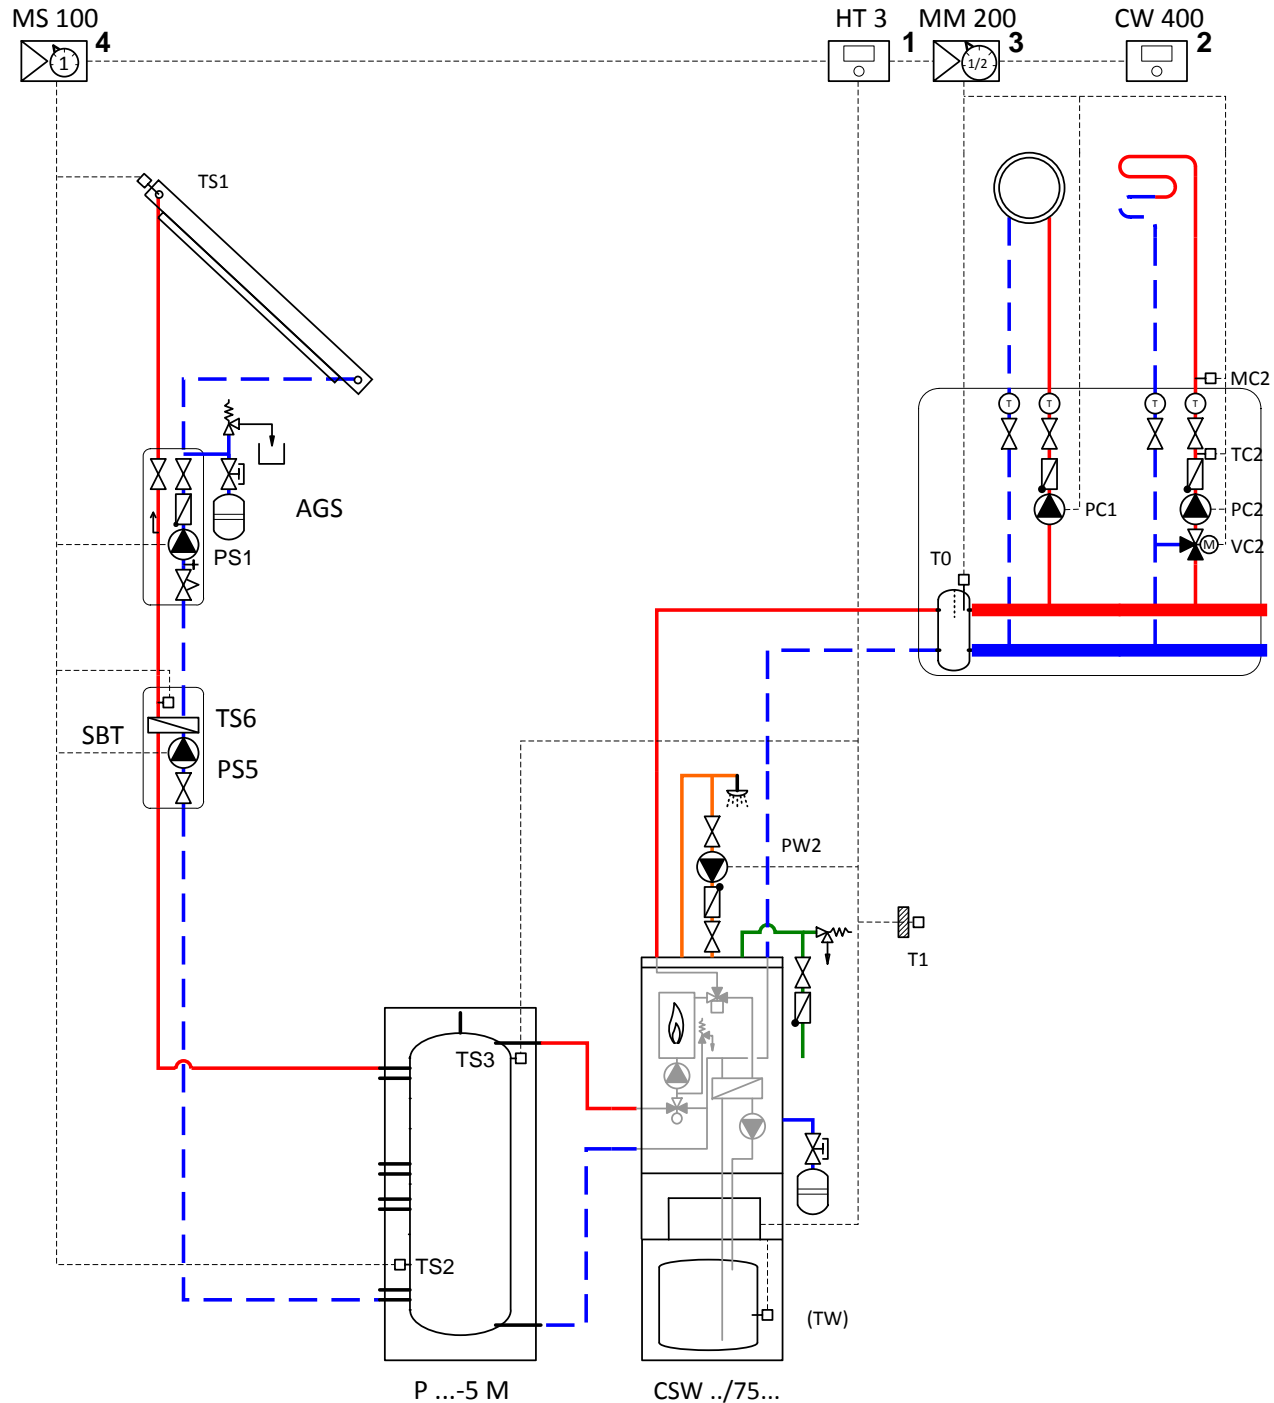 MS 100
HT 3
MM 200
CW 400
4
1
3
2
1
1/2
TS1
MC2
T
T
T
T
TC2
AGS
PC1
PC2
PS1
M
VC2
T0
TS6
SBT
PS5
PW2
T1
TS3
TS2
(TW)
P ...-5 M
CSW ../75...